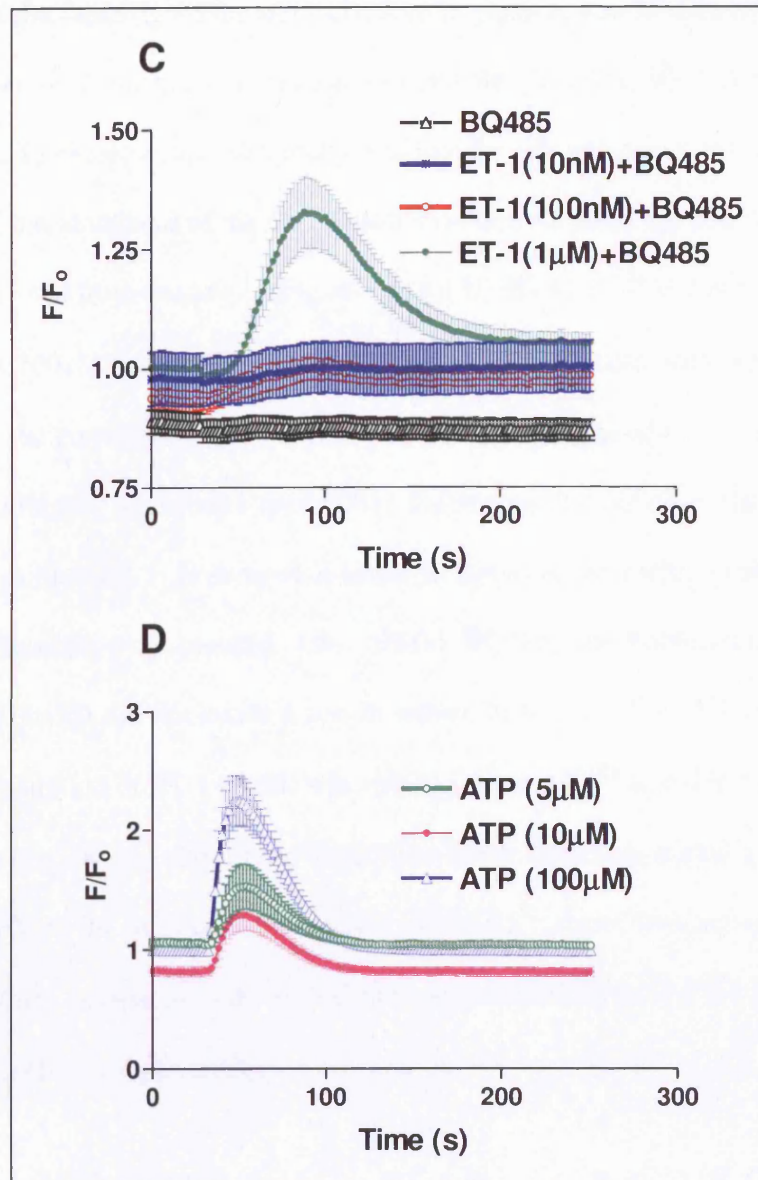 C
BQ485
ET-1(10nM)+BQ485
ET-1(100nM)+BQ485
ET-1(1μM)+BQ485
1.50
1.25
1.00
0.75
F/Fo
0 100 200 300
Time (s)
D
ATP (5μM)
ATP (10μM)
ATP (100μM)
3
2
1
0
F/Fo
0 100 200 300
Time (s)